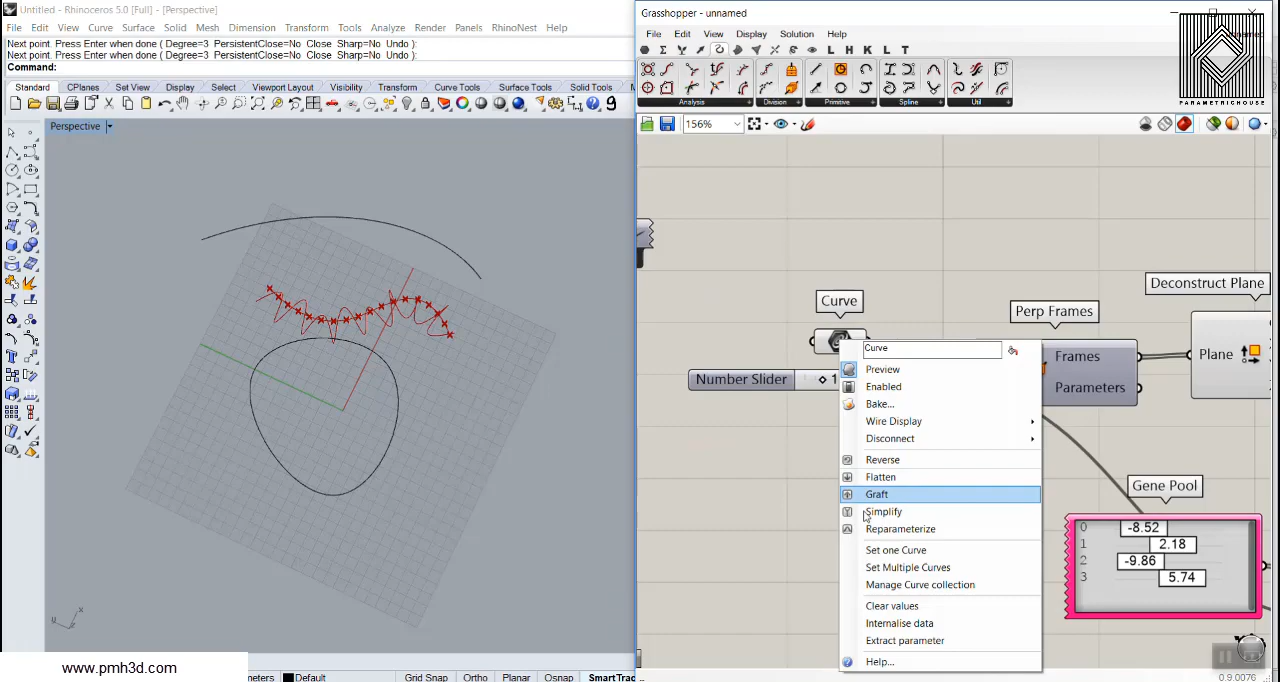 Untitled - Rhinoceros 5.0 [Full] - [Perspective]
File Edit View Curve Surface Solid Mesh Dimension Transform Tools Analyze Render Panels RhinoNest Help
Next point. Press Enter when done ( Degree=3 PersistentClose=No Close Sharp=No Undo ):
Next point. Press Enter when done ( Degree=3 PersistentClose=No Close Sharp=No Undo ):
Command:
Standard CPlanes Set View Display Select Viewport Layout Visibility Transform Curve Tools Surface Tools Solid Tools
Perspective
y x
www.pmh3d.com
Default
Grid Snap Ortho Planar Osnap SmartTrac
Grasshopper - unnamed
File Edit View Display Solution Help
L H K L T
Analysis Division Primitive Spline Util
PARAMETRICHOUSE
156%
Curve
Number Slider 1
Perp Frames
Frames
Parameters
Deconstruct Plane
Plane
Gene Pool
0 -8.52
1 2.18
2 -9.86
3 5.74
Curve
Preview
Enabled
Bake...
Wire Display
Disconnect
Reverse
Flatten
Graft
Simplify
Reparameterize
Set one Curve
Set Multiple Curves
Manage Curve collection
Clear values
Internalise data
Extract parameter
Help...
0.9.0076